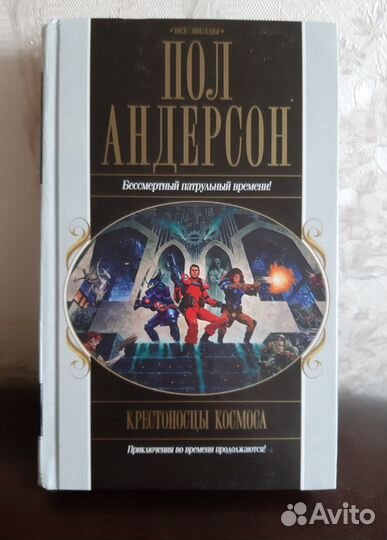 «ВСЕ ЗВЕЗДЫ»
ПОЛ
АНДЕРСОН
Бессмертный патрульный времени!
КРЕСТОНОСЦЫ КОСМОСА
Приключения во времени продолжаются!
Avito